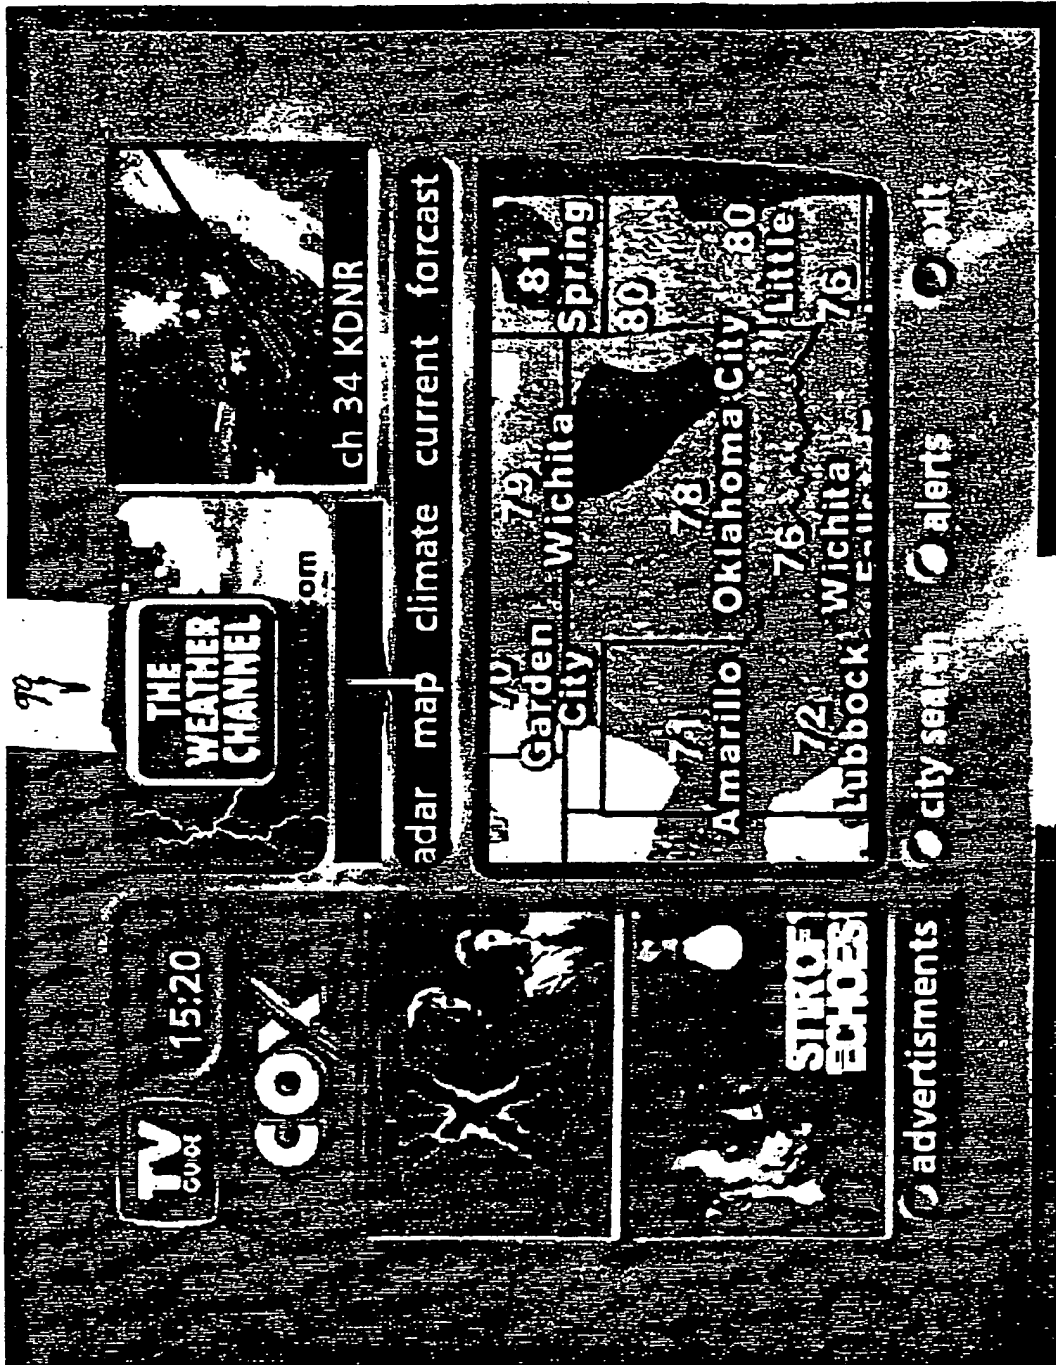 TV
GUIDE
15:20
COX
STIR OF
ECHOES
advertisments
THE
WEATHER
CHANNEL
om
ch 34 KDNR
adar map climate current forcast
70
Garden
City
79
Wichita
81
Spring
80
71
Amarillo
78
Oklahoma City
80
Little
76
72
Lubbock
76
Wichita
city search
alerts